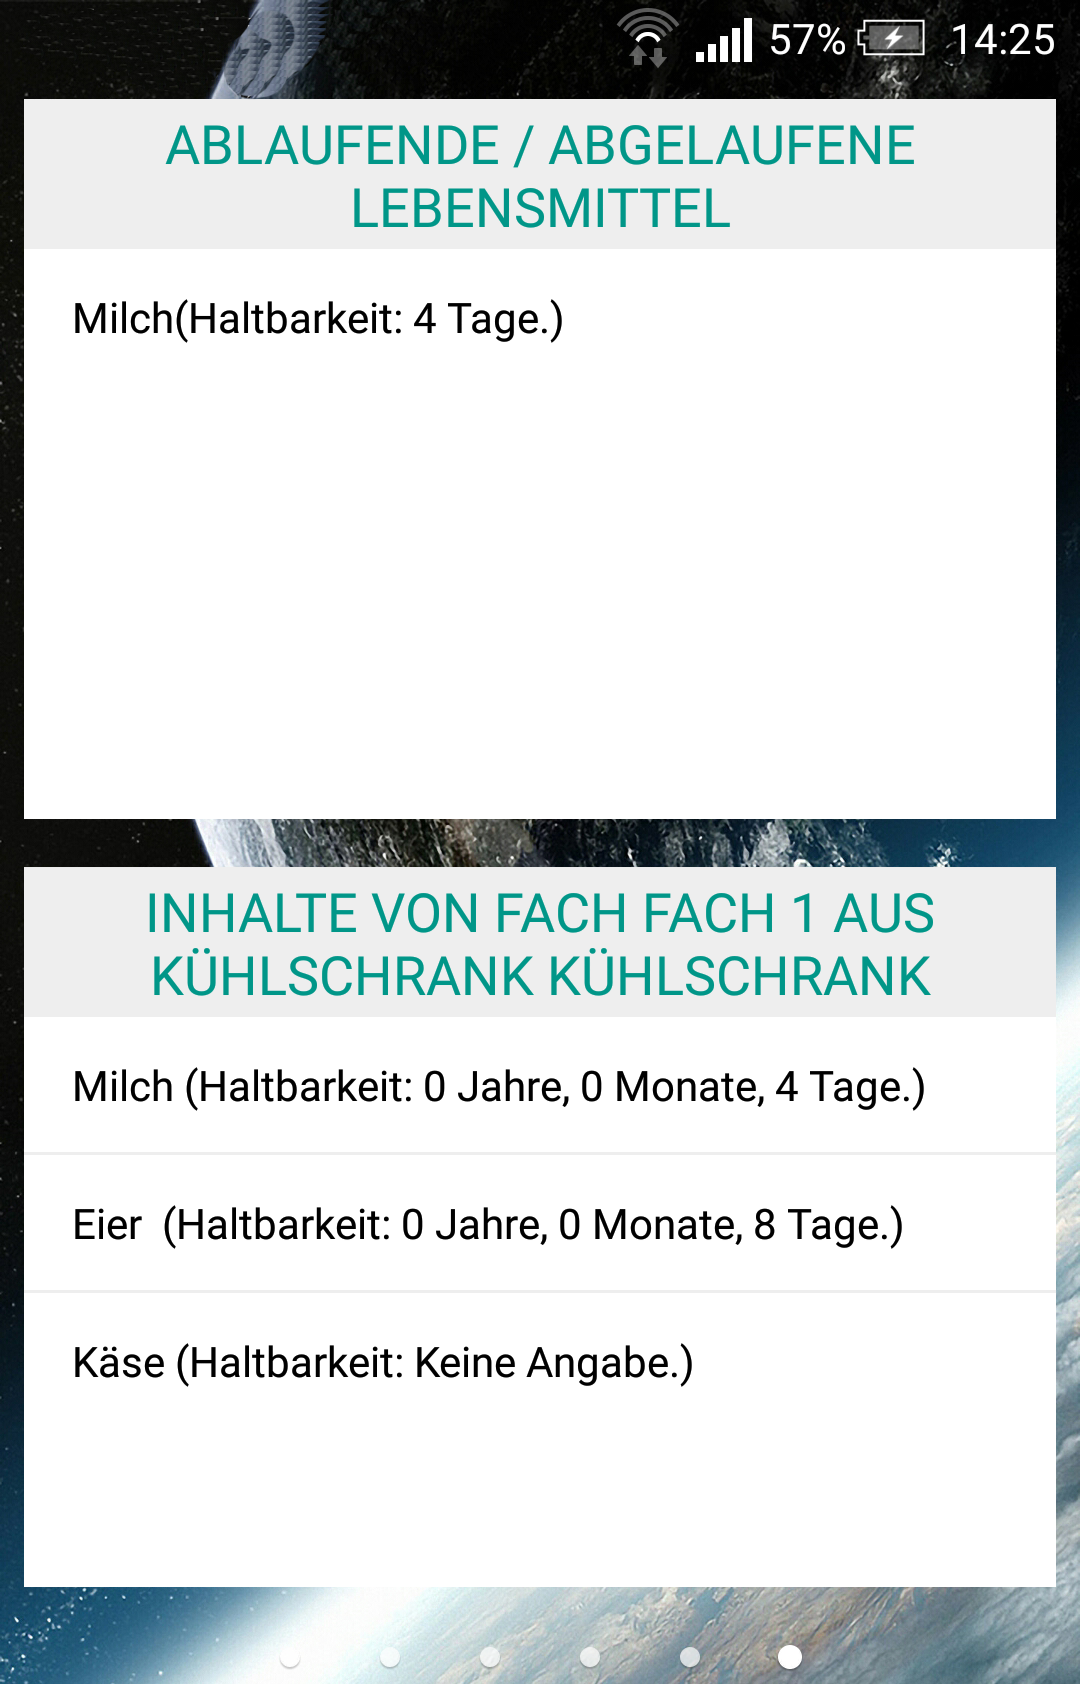 57% 14:25
ABLAUFENDE / ABGELAUFENE
LEBENSMITTEL
Milch(Haltbarkeit: 4 Tage.)
INHALTE VON FACH FACH 1 AUS
KÜHLSCHRANK KÜHLSCHRANK
Milch (Haltbarkeit: 0 Jahre, 0 Monate, 4 Tage.)
Eier  (Haltbarkeit: 0 Jahre, 0 Monate, 8 Tage.)
Käse (Haltbarkeit: Keine Angabe.)